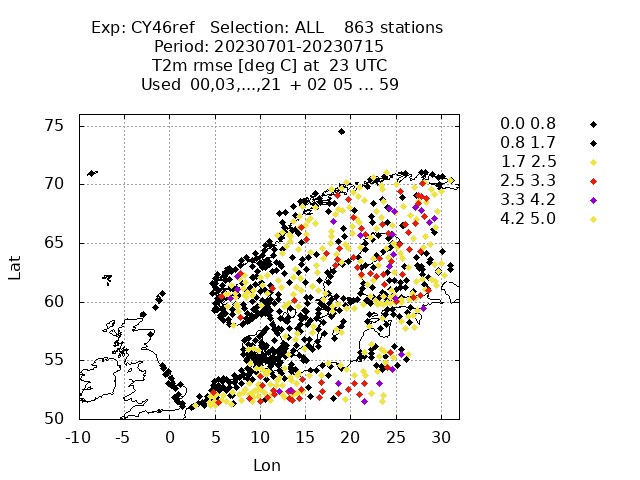 Exp: CY46ref Selection: ALL 863 stations
Period: 20230701-20230715
T2m rmse [deg C] at 23 UTC
Used 00,03,...,21 + 02 05 ... 59
0.0 0.8
0.8 1.7
1.7 2.5
2.5 3.3
3.3 4.2
4.2 5.0
75
70
65
60
55
50
Lat
-10 -5 0 5 10 15 20 25 30
Lon